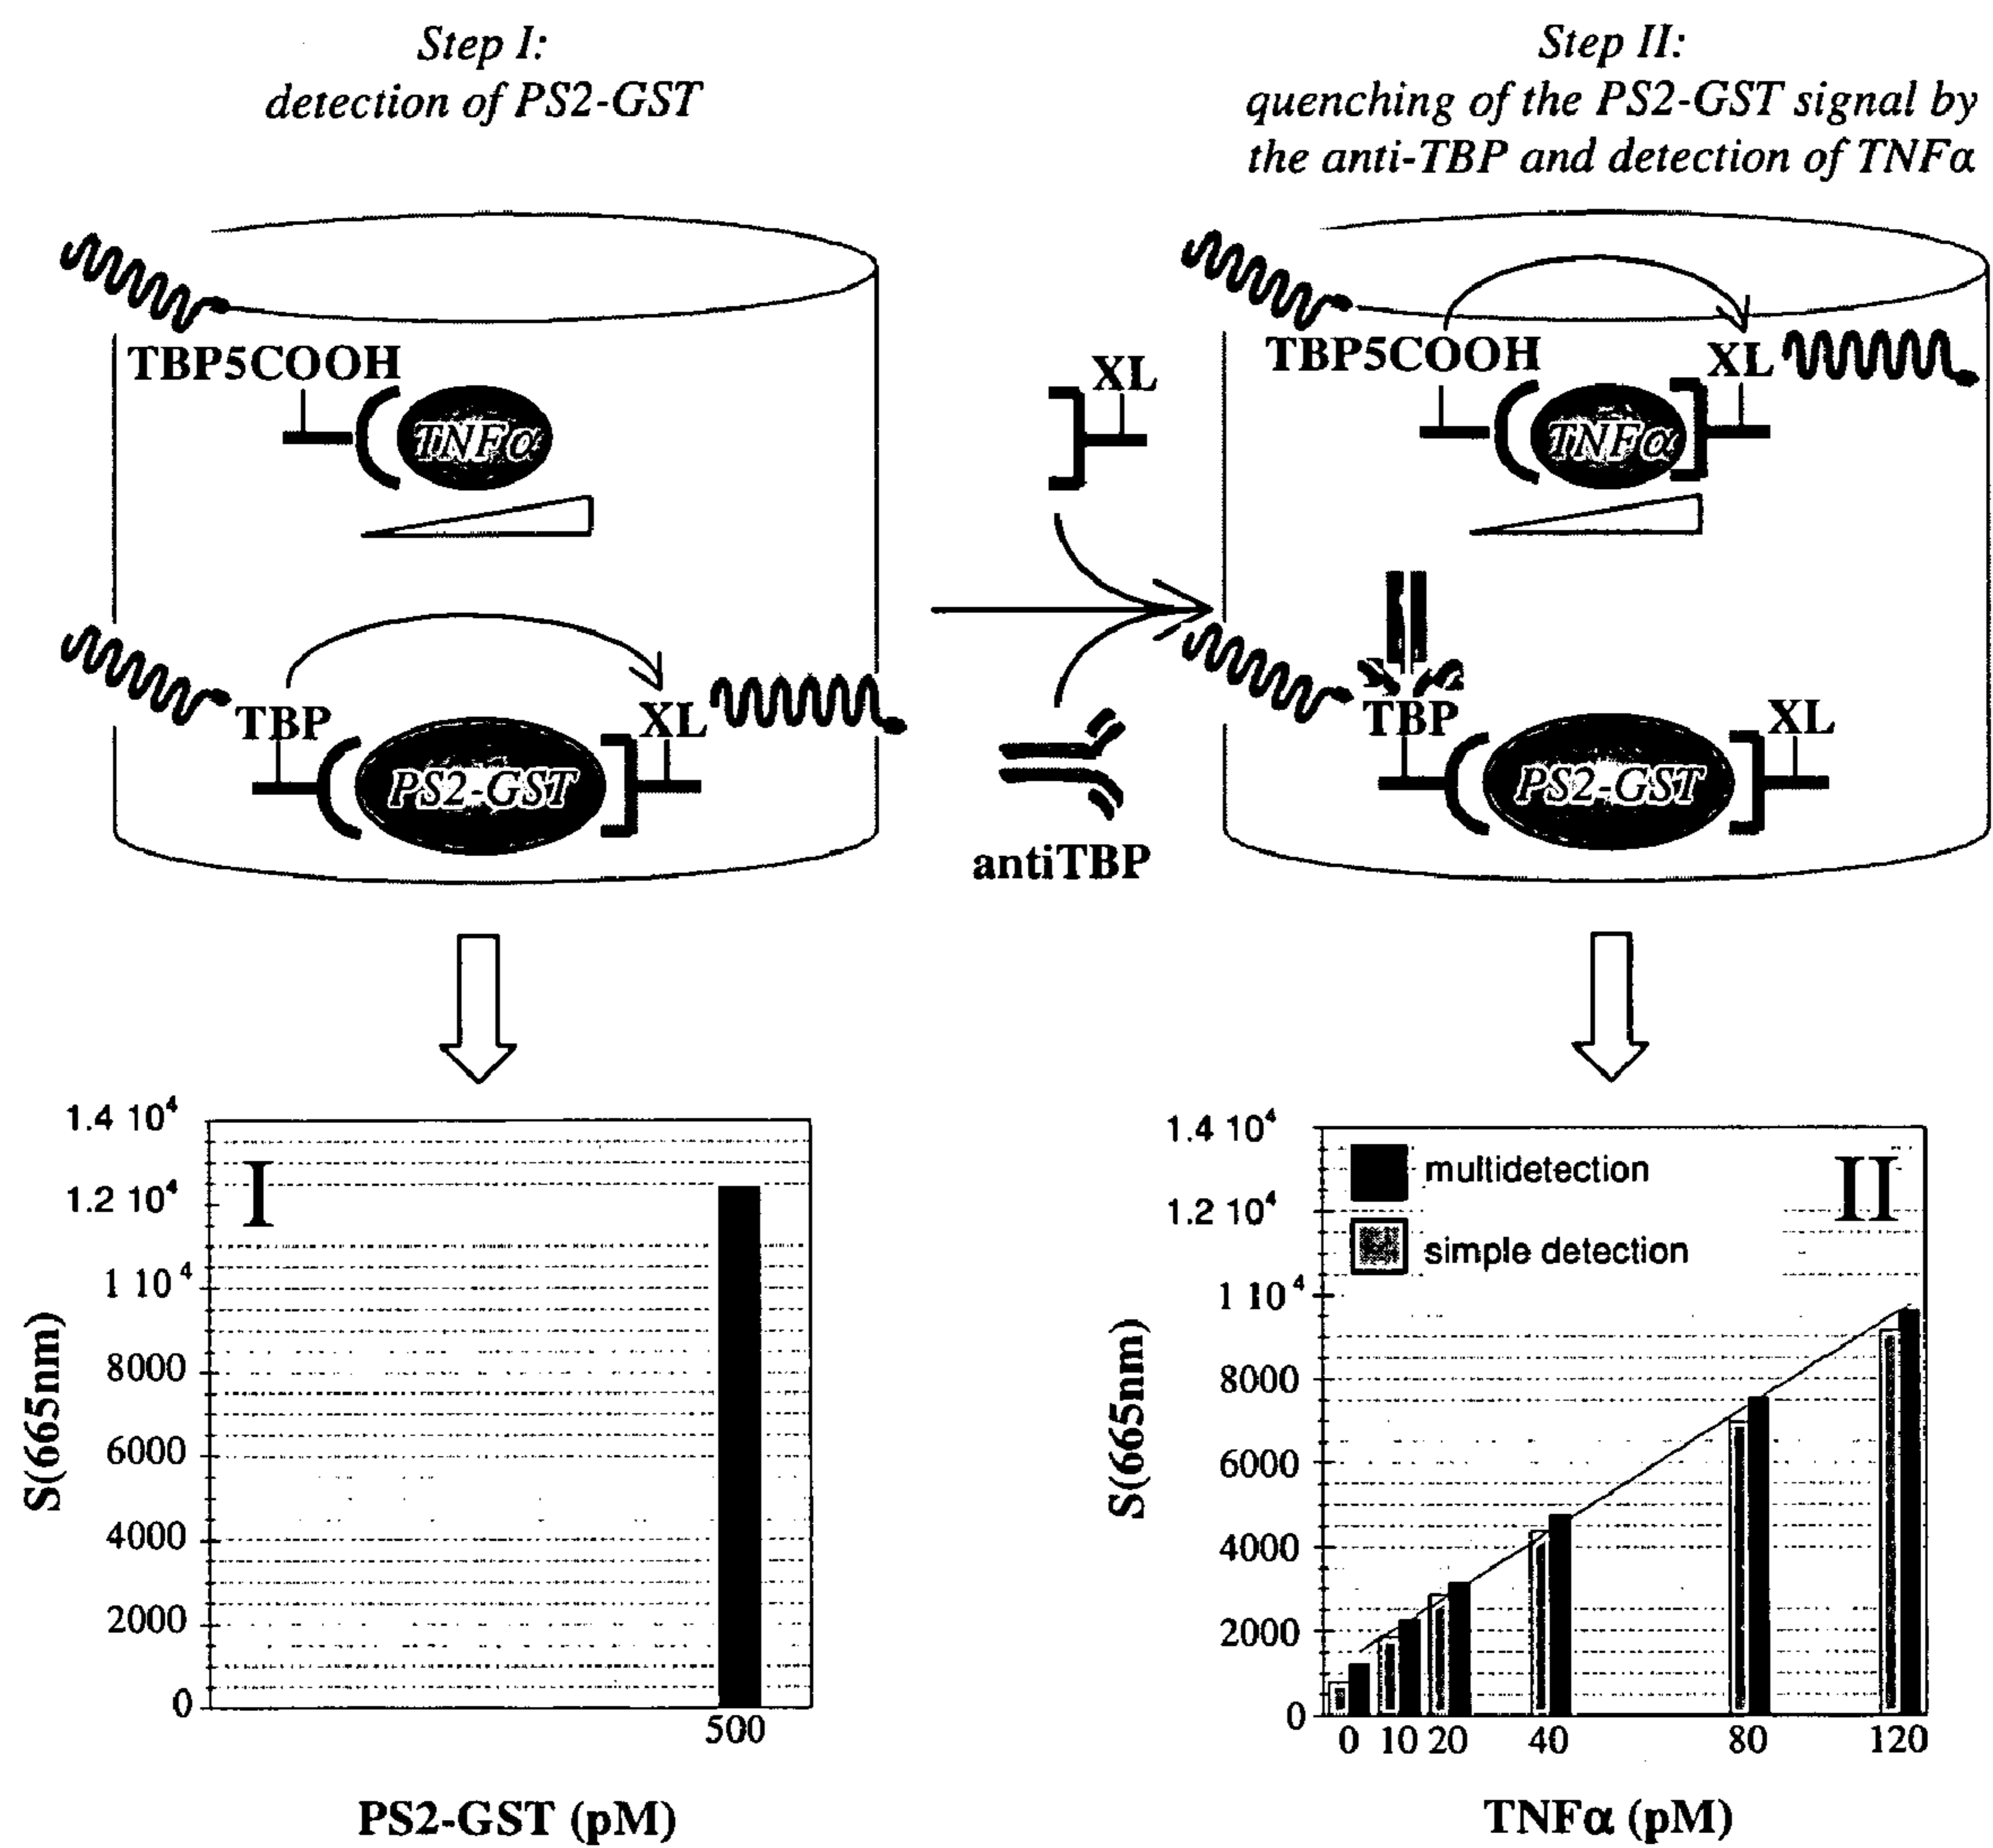 Step I:
detection of PS2-GST
Step II:
quenching of the PS2-GST signal by
the anti-TBP and detection of TNFα
TBP5COOH
TNFα
TBP
XL
PS2-GST
XL
antiTBP
TBP5COOH
XL
TNFα
TBP
XL
PS2-GST
I
1.4 10⁴
1.2 10⁴
1 10⁴
8000
6000
4000
2000
0
S(665nm)
500
PS2-GST (pM)
II
multidetection
simple detection
1.4 10⁴
1.2 10⁴
1 10⁴
8000
6000
4000
2000
0
S(665nm)
0 10 20 40 80 120
TNFα (pM)